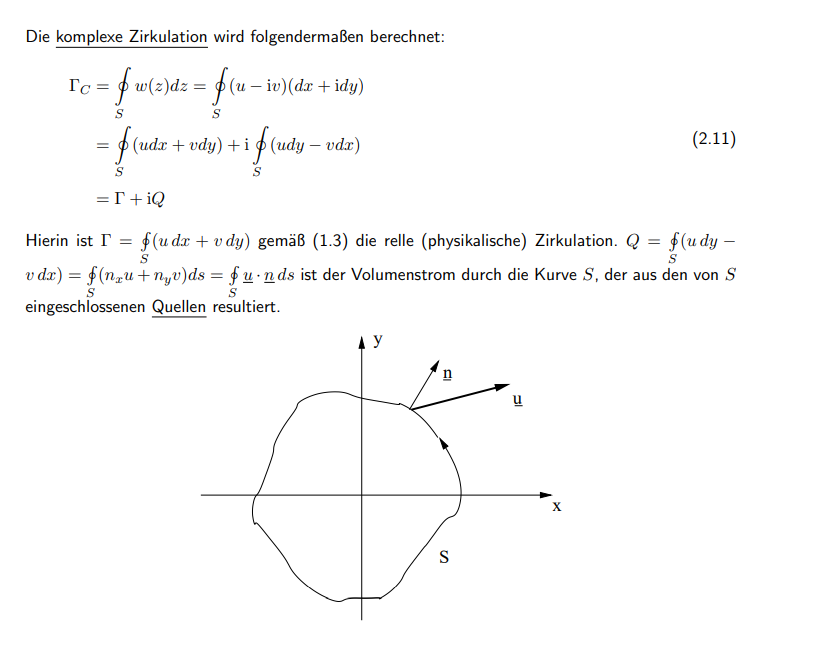 Die komplexe Zirkulation wird folgendermaßen berechnet:
Γ_C = ∮_S w(z)dz = ∮_S (u − iv)(dx + idy)
= ∮_S (udx + vdy) + i ∮_S (udy − vdx)
(2.11)
= Γ + iQ
Hierin ist Γ = ∮_S (u dx + v dy) gemäß (1.3) die relle (physikalische) Zirkulation. Q = ∮_S (u dy −
v dx) = ∮_S (n_x u + n_y v)ds = ∮_S u · n ds ist der Volumenstrom durch die Kurve S, der aus den von S
eingeschlossenen Quellen resultiert.
y
n
u
x
S